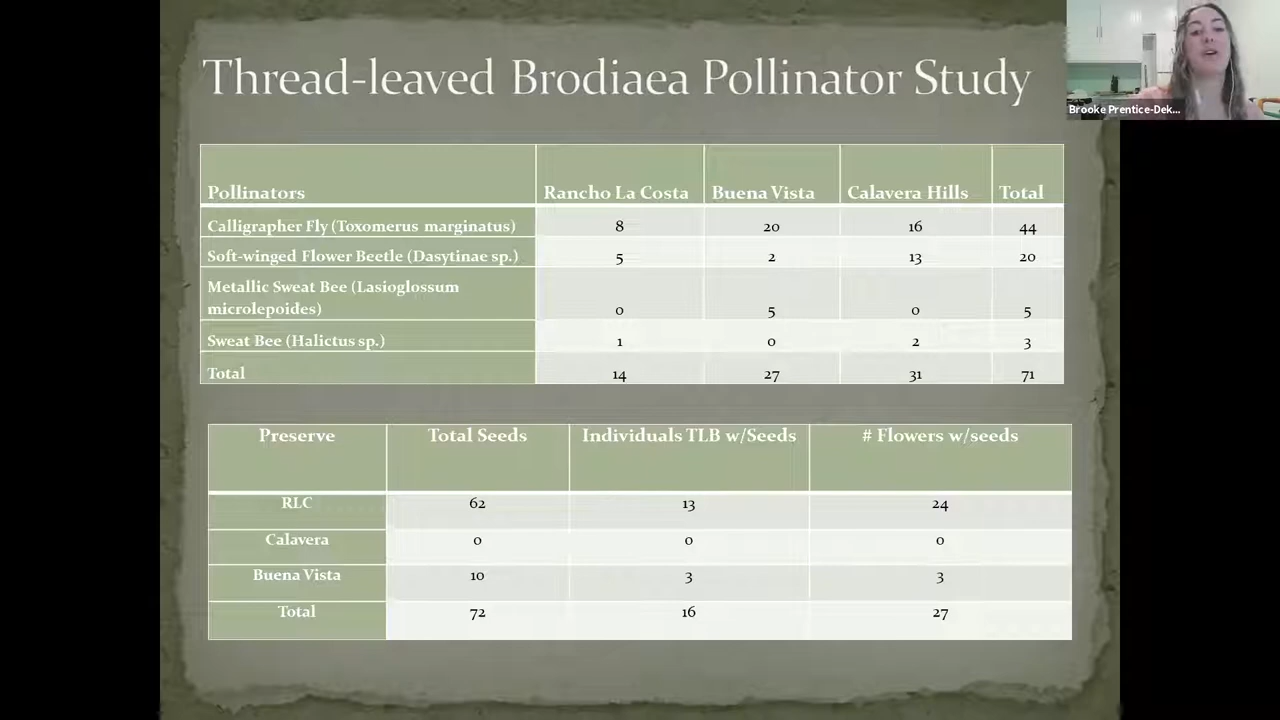 Thread-leaved Brodiaea Pollinator Study
Brooke Prentice-Dek...
Pollinators Rancho La Costa Buena Vista Calavera Hills Total
Calligrapher Fly (Toxomerus marginatus) 8 20 16 44
Soft-winged Flower Beetle (Dasytinae sp.) 5 2 13 20
Metallic Sweat Bee (Lasioglossum
microlepoides) 0 5 0 5
Sweat Bee (Halictus sp.) 1 0 2 3
Total 14 27 31 71
Preserve Total Seeds Individuals TLB w/Seeds # Flowers w/seeds
RLC 62 13 24
Calavera 0 0 0
Buena Vista 10 3 3
Total 72 16 27